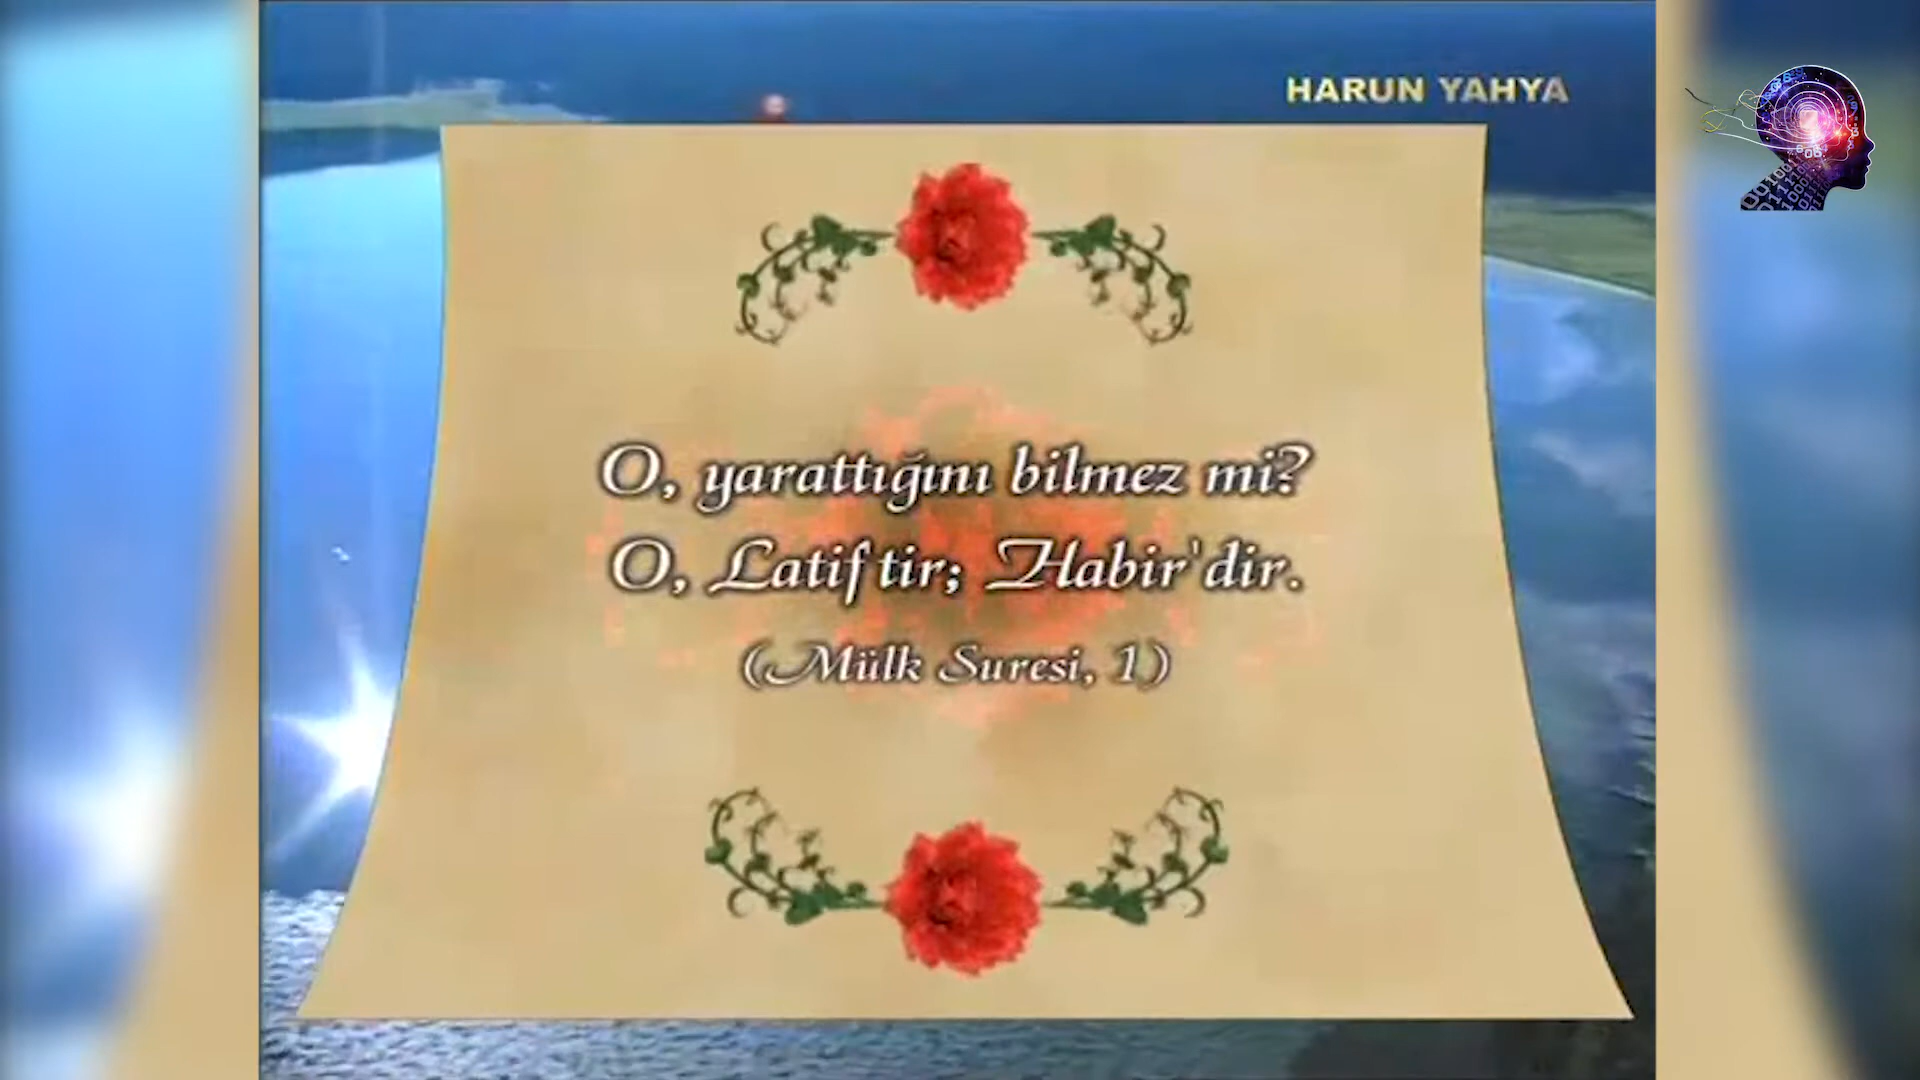 HARUN YAHYA
O, yarattığını bilmez mi?
O, Latif'tir; Habir'dir.
(Mülk Suresi, 1)